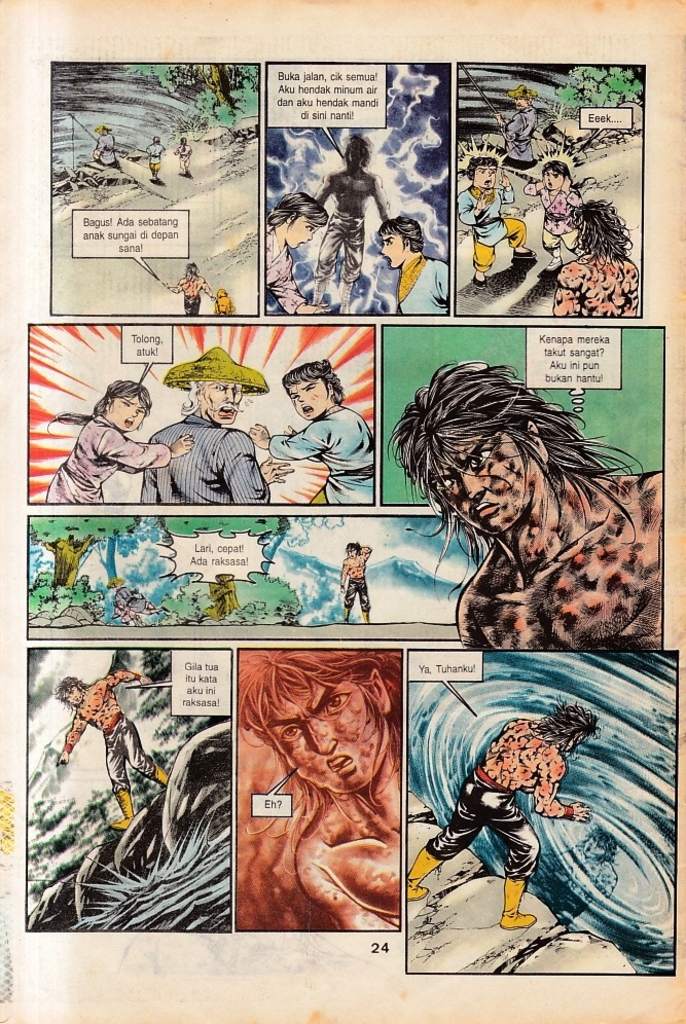 Bagus! Ada sebatang
anak sungai di depan
sana!
Buka jalan, cik semua!
Aku hendak minum air
dan aku hendak mandi
di sini nanti!
Eeek....
Tolong,
atuk!
Kenapa mereka
takut sangat?
Aku ini pun
bukan hantu!
Lari, cepat!
Ada raksasa!
Gila tua
itu kata
aku ini
raksasa!
Eh?
Ya, Tuhanku!
24